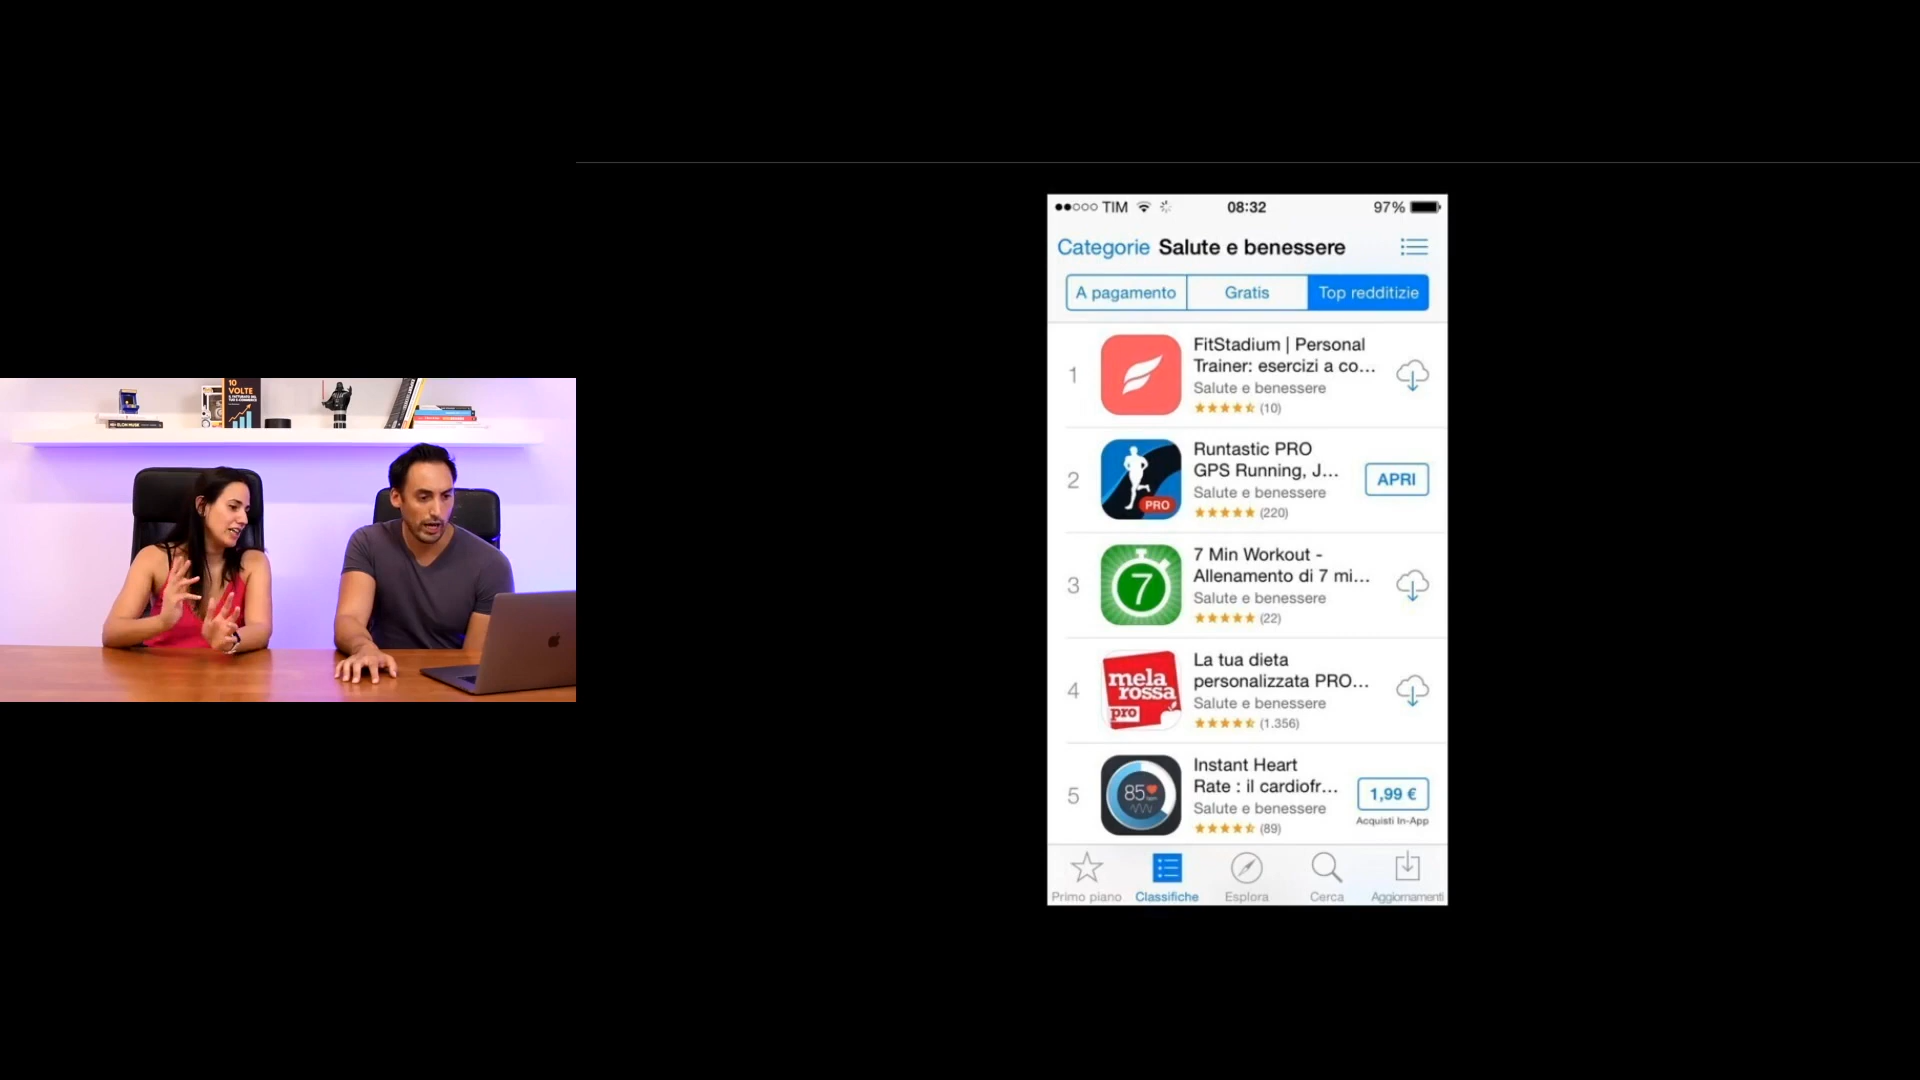 10
VOLTE
ELON MUSK
●●○○○ TIM
08:32
97%
Categorie
Salute e benessere
A pagamento
Gratis
Top redditizie
1
FitStadium | Personal
Trainer: esercizi a co...
Salute e benessere
(10)
2
PRO
Runtastic PRO
GPS Running, J...
Salute e benessere
(220)
APRI
3
7
7 Min Workout -
Allenamento di 7 mi...
Salute e benessere
(22)
4
mela
rossa
pro
La tua dieta
personalizzata PRO...
Salute e benessere
(1.356)
5
85
Instant Heart
Rate : il cardiofr...
Salute e benessere
(89)
1,99 €
Acquisti In-App
Primo piano
Classifiche
Esplora
Cerca
Aggiornamenti